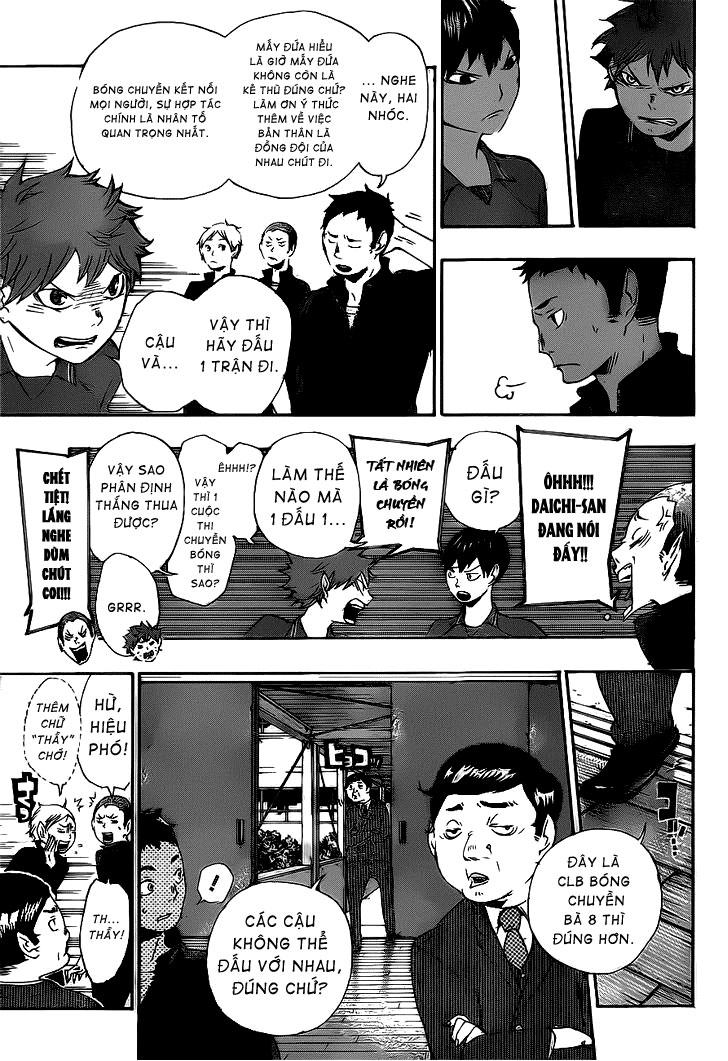 ... NGHE
NÀY, HAI
NHÓC.
MẤY ĐỨA HIỂU
LÀ GIỜ MẤY ĐỨA
KHÔNG CÒN LÀ
KẺ THÙ ĐÚNG CHỨ?
LÀM ƠN Ý THỨC
THÊM VỀ VIỆC
BẢN THÂN LÀ
ĐỒNG ĐỘI CỦA
NHAU CHÚT ĐI.
BÓNG CHUYỀN KẾT NỐI
MỌI NGƯỜI, SỰ HỢP TÁC
CHÍNH LÀ NHÂN TỐ
QUAN TRỌNG NHẤT.
VẬY THÌ
HÃY ĐẤU
1 TRẬN ĐI.
CẬU
VÀ...
ÔHHH!!!
DAICHI-SAN
ĐANG NÓI
ĐẤY!!
ĐẤU
GÌ?
TẤT NHIÊN
LÀ BÓNG
CHUYỀN
RỒI!
LÀM THẾ
NÀO MÀ
1 ĐẤU 1...
ÊHHH!?
VẬY THÌ 1
CUỘC
THI
CHUYỀN
BÓNG THÌ
SAO?
VẬY SAO
PHÂN ĐỊNH
THẮNG THUA
ĐƯỢC?
GRRR.
CHẾT
TIỆT!
LẮNG
NGHE
DÙM
CHÚT
COI!!!
ゴッ
ĐÂY LÀ
CLB BÓNG
CHUYỀN
BÀ 8 THÌ
ĐÚNG HƠN.
ヒョコ
!
CÁC CẬU
KHÔNG THỂ
ĐẤU VỚI NHAU,
ĐÚNG CHỨ?
HỪ,
HIỆU
PHÓ!
THÊM
CHỮ
"THẦY"
CHỚ!
TH...
THẦY!